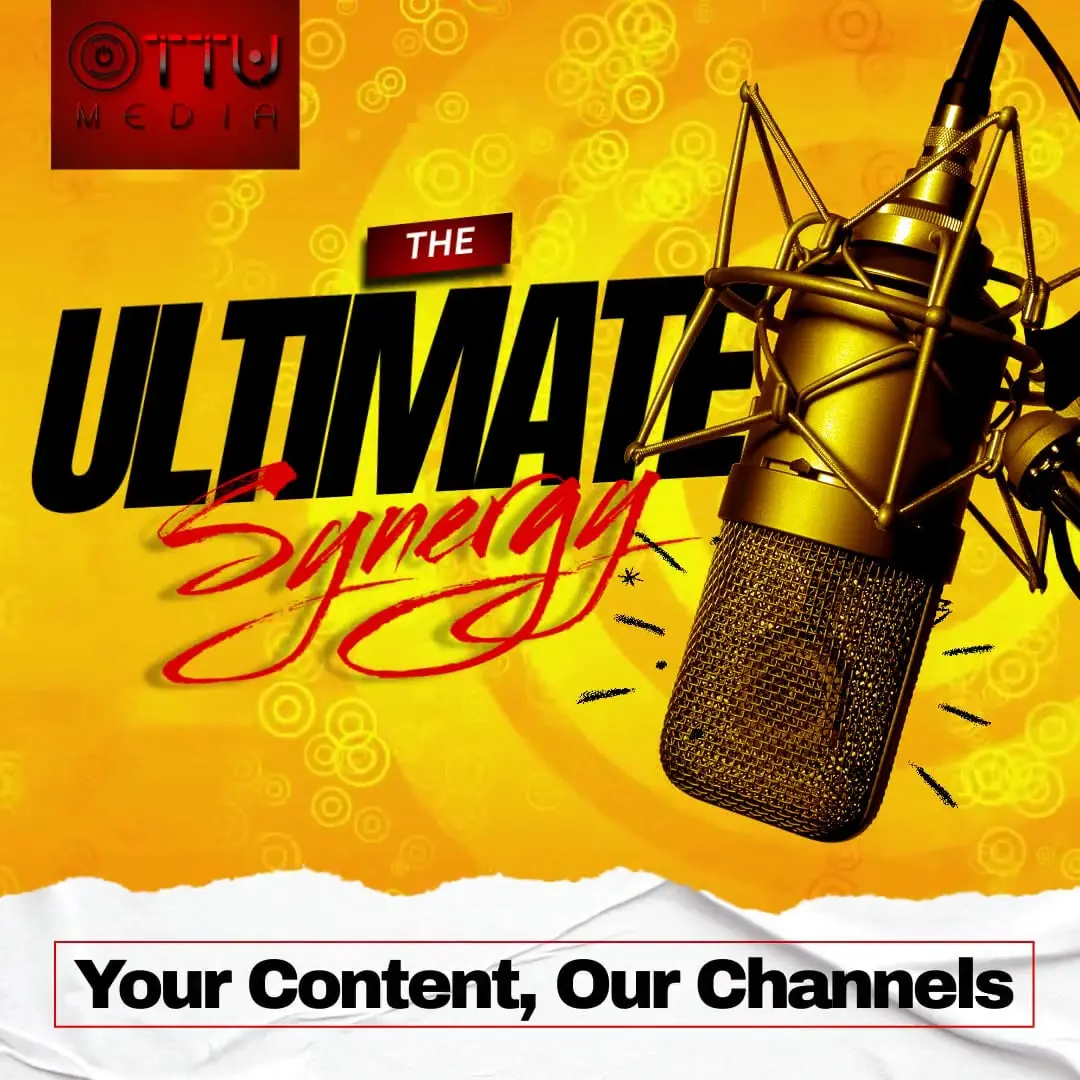 OTTU
MEDIA
THE
ULTIMATE
Synergy
Your Content, Our Channels